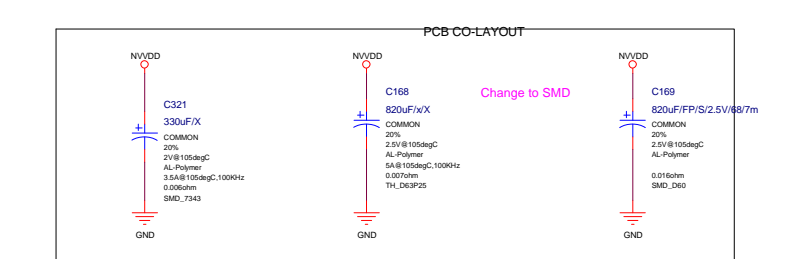 PCB CO-LAYOUT
NVVDD
C321
330uF/X
COMMON
20%
2V@105degC
AL-Polymer
3.5A@105degC,100KHz
0.006ohm
SMD_7343
GND
NVVDD
C168
820uF/x/X
COMMON
20%
2.5V@105degC
AL-Polymer
5A@105degC,100KHz
0.007ohm
TH_D63P25
GND
Change to SMD
NVVDD
C169
820uF/FP/S/2.5V/68/7m
COMMON
20%
2.5V@105degC
AL-Polymer
0.016ohm
SMD_D60
GND